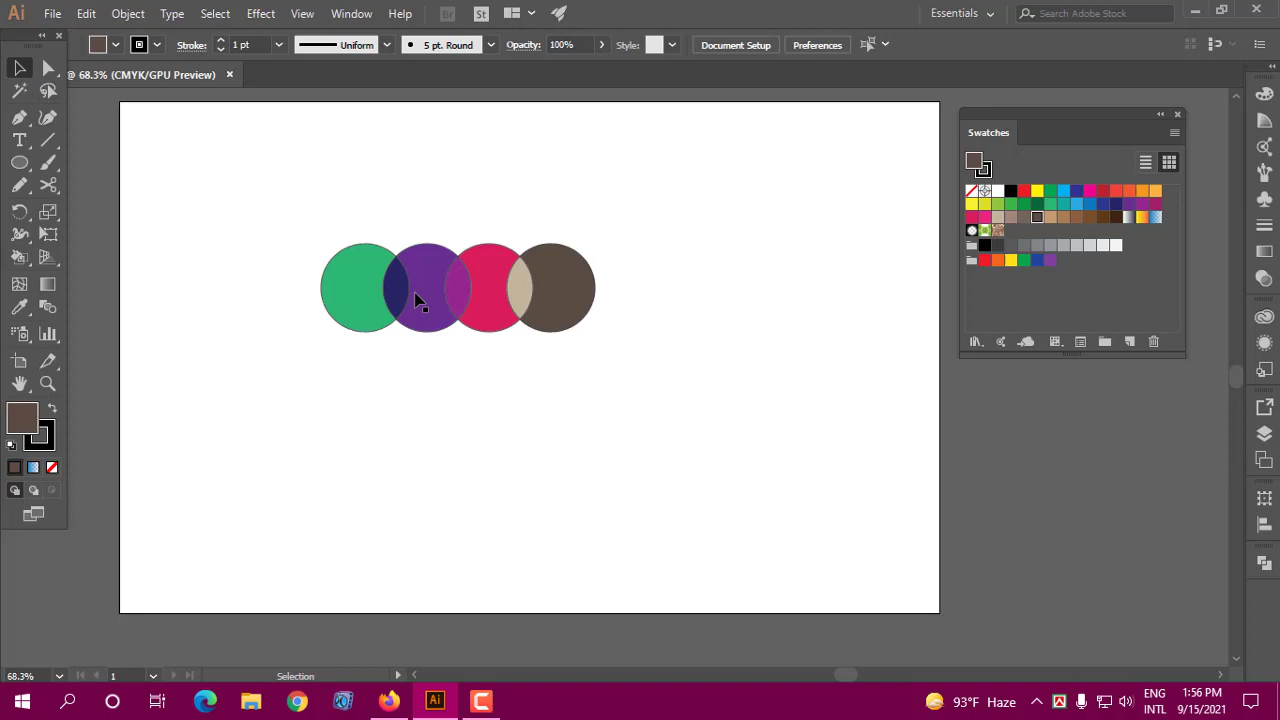 Ai File Edit Object Type Select Effect View Window Help Br St Essentials Search Adobe Stock
Stroke: 1 pt Uniform 5 pt. Round Opacity: 100% Style: Document Setup Preferences
@ 68.3% (CMYK/GPU Preview)
Swatches
68.3% 1 Selection
Ai 93°F Haze ENG 1:56 PM
INTL 9/15/2021